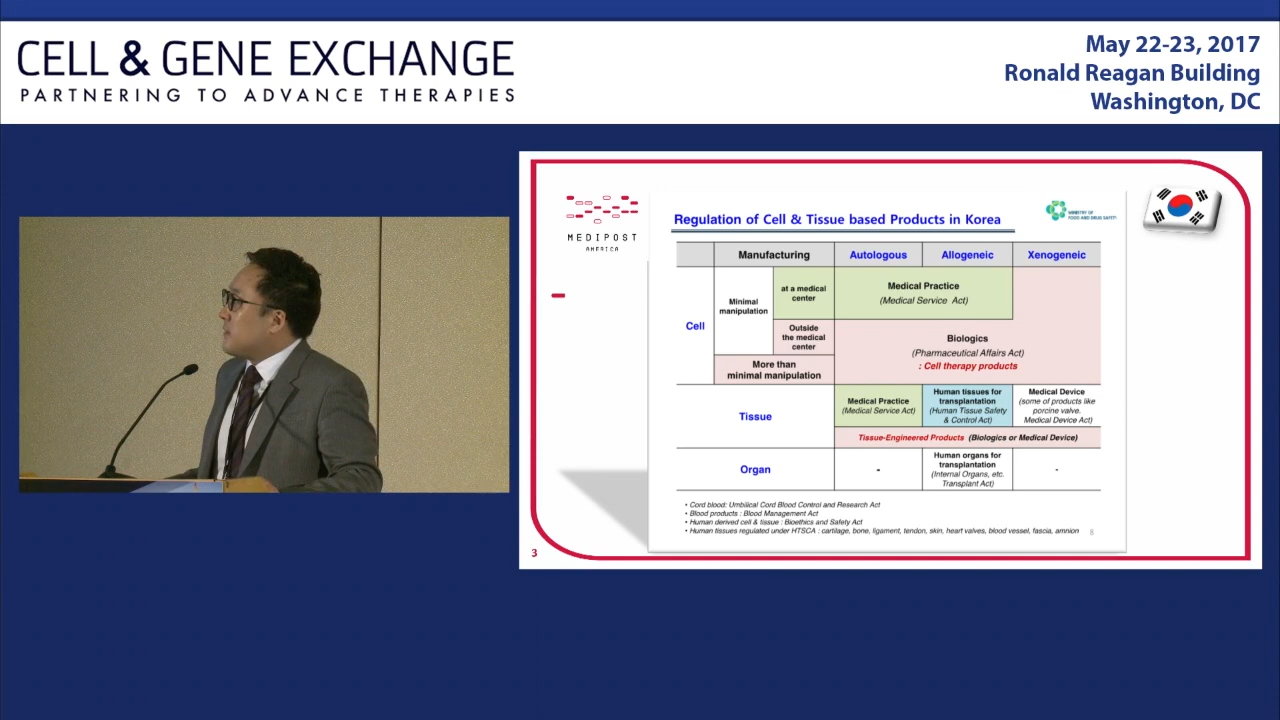 CELL & GENE EXCHANGE
PARTNERING TO ADVANCE THERAPIES
May 22-23, 2017
Ronald Reagan Building
Washington, DC
MEDIPOST
AMERICA
Regulation of Cell & Tissue based Products in Korea
MINISTRY OF
FOOD AND DRUG SAFETY
Manufacturing
Autologous
Allogeneic
Xenogeneic
Cell
Minimal
manipulation
at a medical
center
Medical Practice
(Medical Service Act)
Outside
the medical
center
More than
minimal manipulation
Biologics
(Pharmaceutical Affairs Act)
: Cell therapy products
Tissue
Medical Practice
(Medical Service Act)
Human tissues for
transplantation
(Human Tissue Safety
& Control Act)
Medical Device
(some of products like
porcine valve.
Medical Device Act)
Tissue-Engineered Products (Biologics or Medical Device)
Organ
-
Human organs for
transplantation
(Internal Organs, etc.
Transplant Act)
-
• Cord blood: Umbilical Cord Blood Control and Research Act
• Blood products : Blood Management Act
• Human derived cell & tissue : Bioethics and Safety Act
• Human tissues regulated under HTSCA : cartilage, bone, ligament, tendon, skin, heart valves, blood vessel, fascia, amnion
8
3